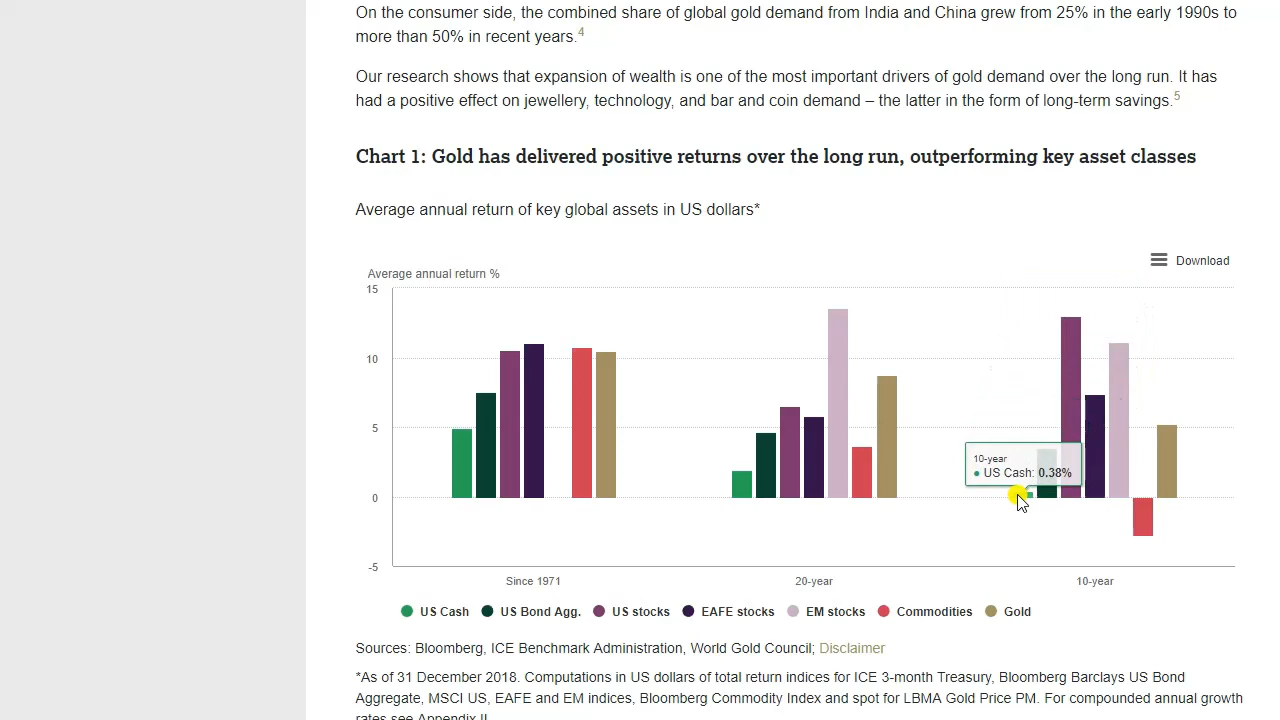 On the consumer side, the combined share of global gold demand from India and China grew from 25% in the early 1990s to
more than 50% in recent years.4
Our research shows that expansion of wealth is one of the most important drivers of gold demand over the long run. It has
had a positive effect on jewellery, technology, and bar and coin demand – the latter in the form of long-term savings.5
Chart 1: Gold has delivered positive returns over the long run, outperforming key asset classes
Average annual return of key global assets in US dollars*
Download
Average annual return %
15
10
5
0
-5
10-year
US Cash: 0.38%
Since 1971
20-year
10-year
US Cash
US Bond Agg.
US stocks
EAFE stocks
EM stocks
Commodities
Gold
Sources: Bloomberg, ICE Benchmark Administration, World Gold Council; Disclaimer
*As of 31 December 2018. Computations in US dollars of total return indices for ICE 3-month Treasury, Bloomberg Barclays US Bond
Aggregate, MSCI US, EAFE and EM indices, Bloomberg Commodity Index and spot for LBMA Gold Price PM. For compounded annual growth
rates see Appendix II